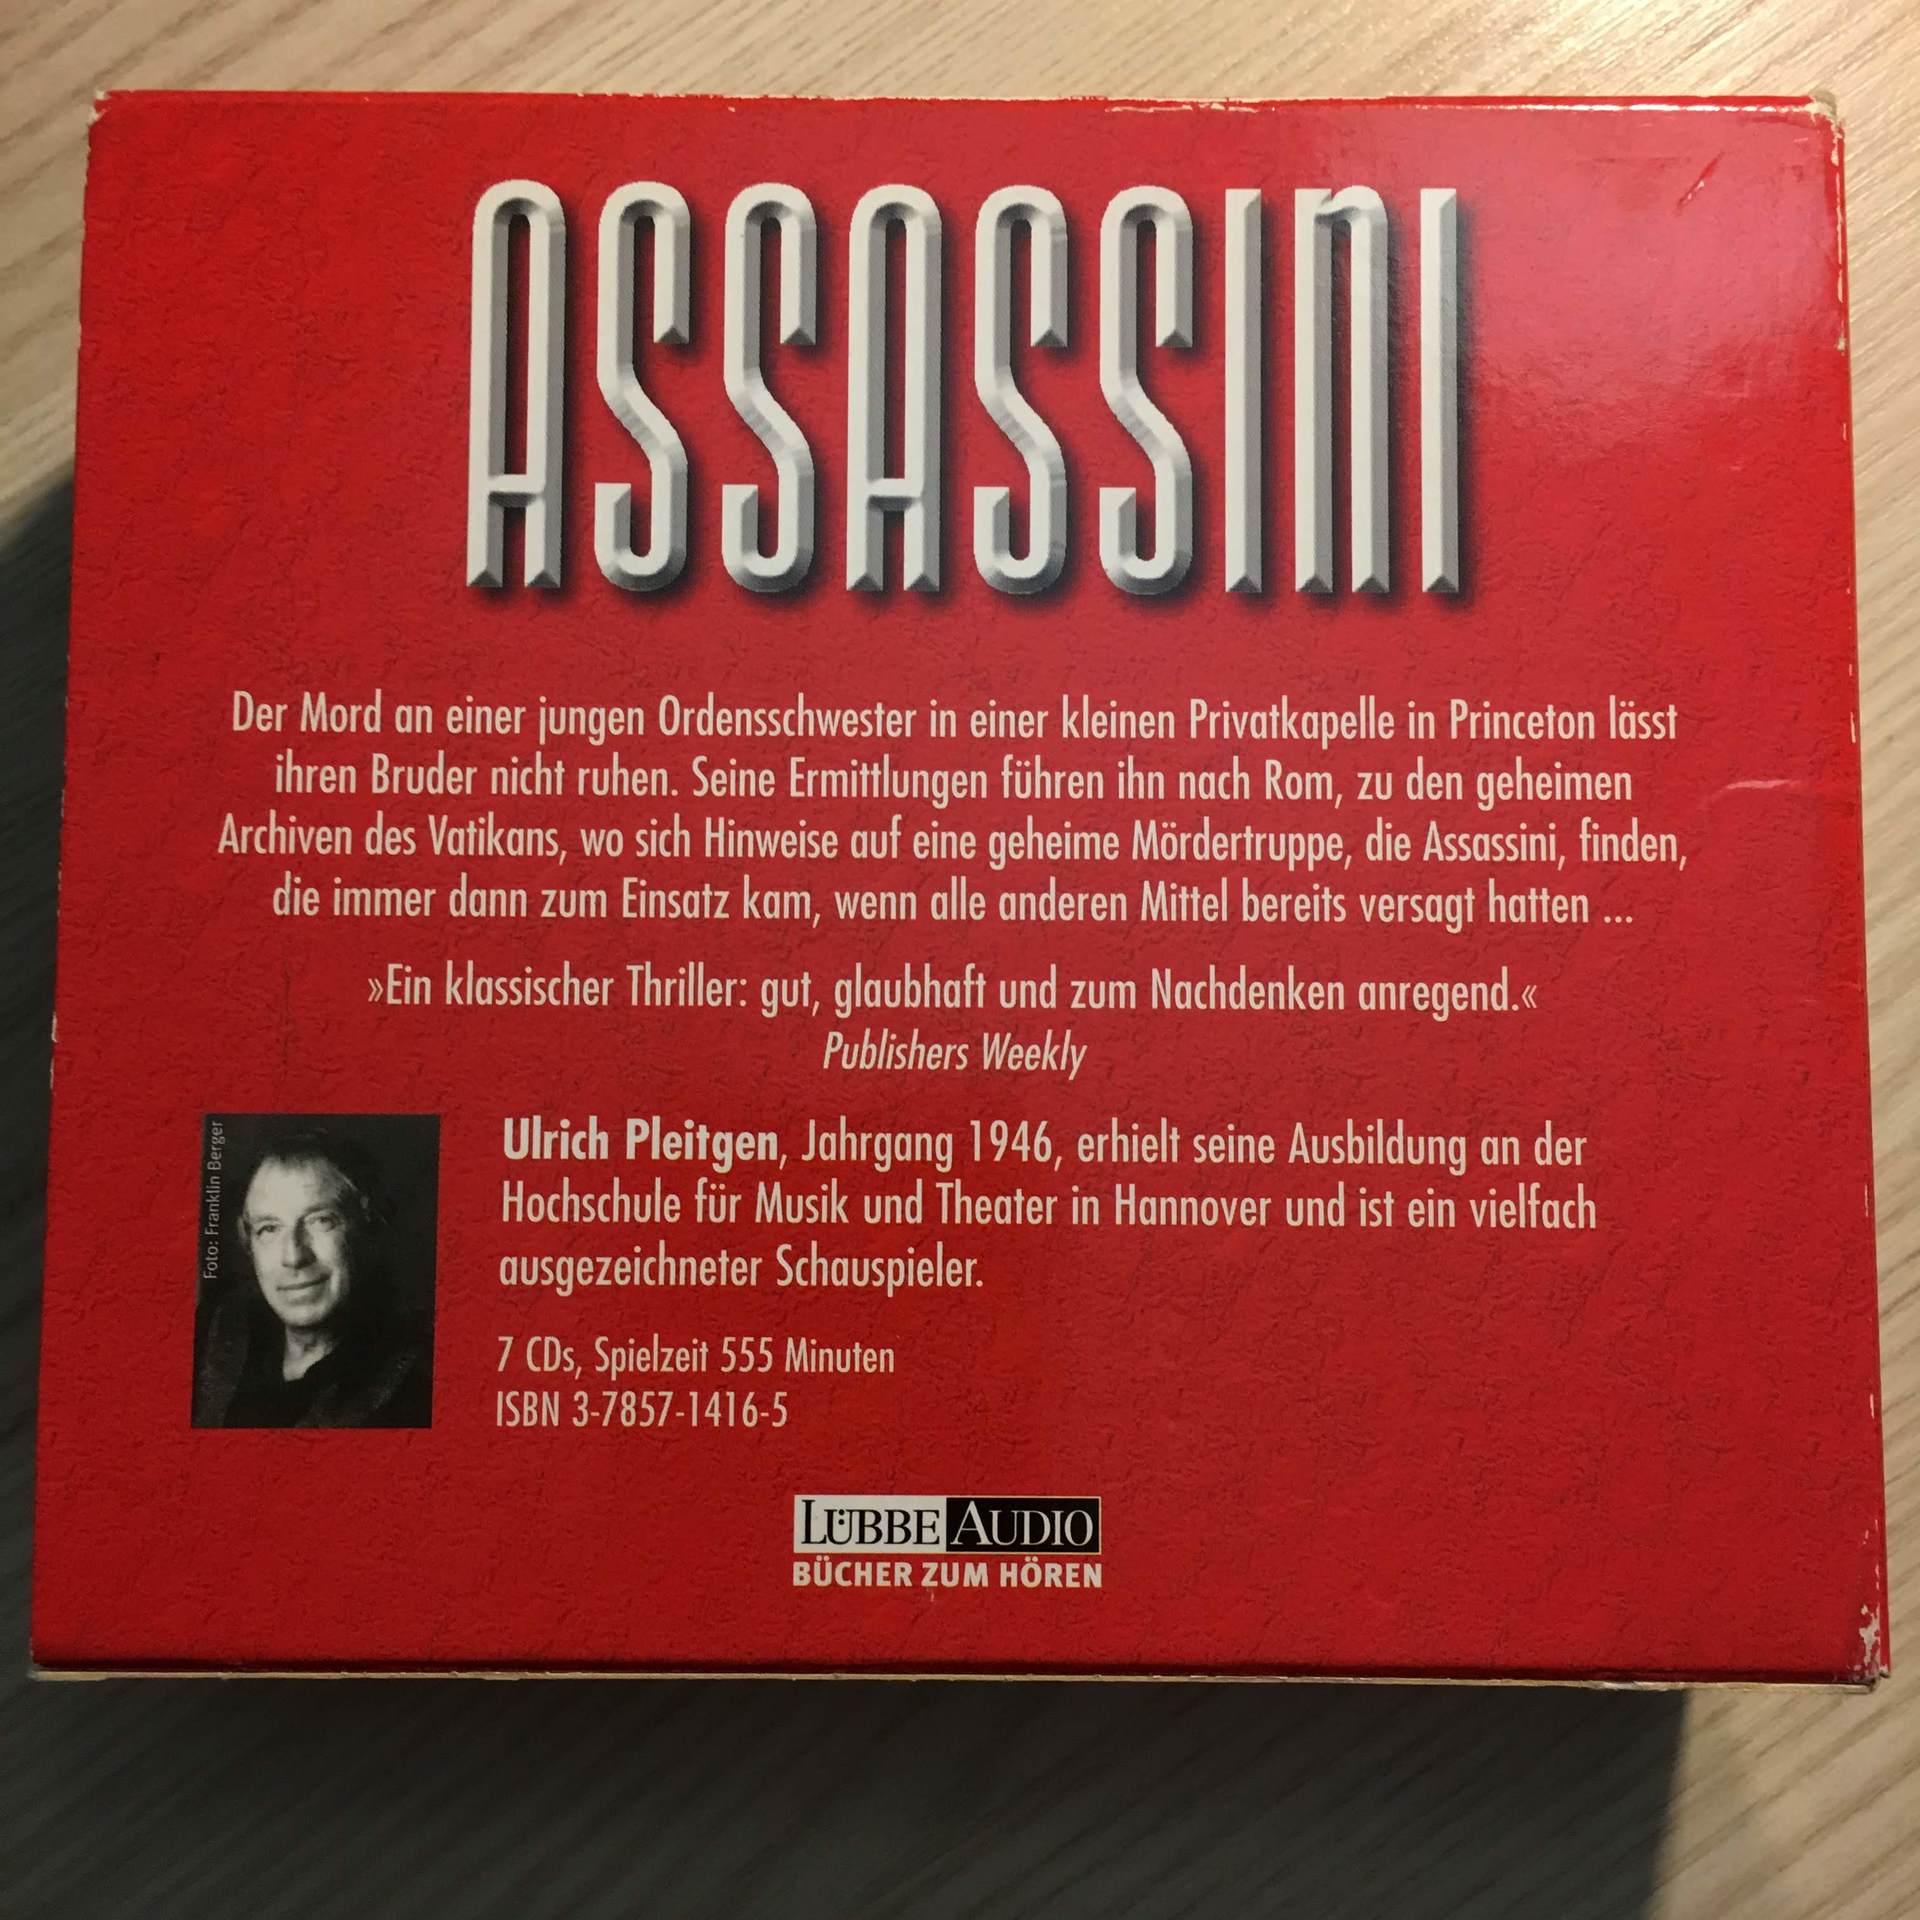 ASSASSINI
Der Mord an einer jungen Ordensschwester in einer kleinen Privatkapelle in Princeton lässt
ihren Bruder nicht ruhen. Seine Ermittlungen führen ihn nach Rom, zu den geheimen
Archiven des Vatikans, wo sich Hinweise auf eine geheime Mördertruppe, die Assassini, finden,
die immer dann zum Einsatz kam, wenn alle anderen Mittel bereits versagt hatten ...
»Ein klassischer Thriller: gut, glaubhaft und zum Nachdenken anregend.«
Publishers Weekly
Foto: Franklin Berger
Ulrich Pleitgen, Jahrgang 1946, erhielt seine Ausbildung an der
Hochschule für Musik und Theater in Hannover und ist ein vielfach
ausgezeichneter Schauspieler.
7 CDs, Spielzeit 555 Minuten
ISBN 3-7857-1416-5
LÜBBE AUDIO
BÜCHER ZUM HÖREN